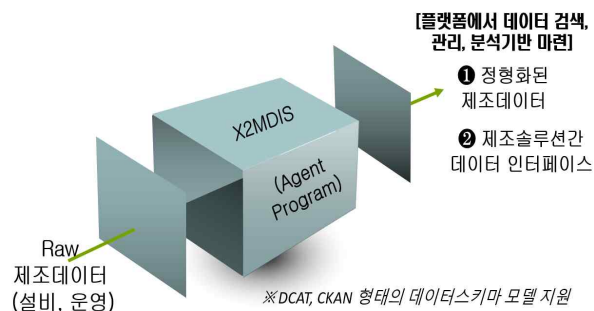 [플랫폼에서 데이터 검색,
관리, 분석기반 마련]
❶ 정형화된
제조데이터
❷ 제조솔루션간
데이터 인터페이스
X2MDIS
(Agent
Program)
Raw
제조데이터
(설비, 운영)
※ DCAT, CKAN 형태의 데이터스키마 모델 지원